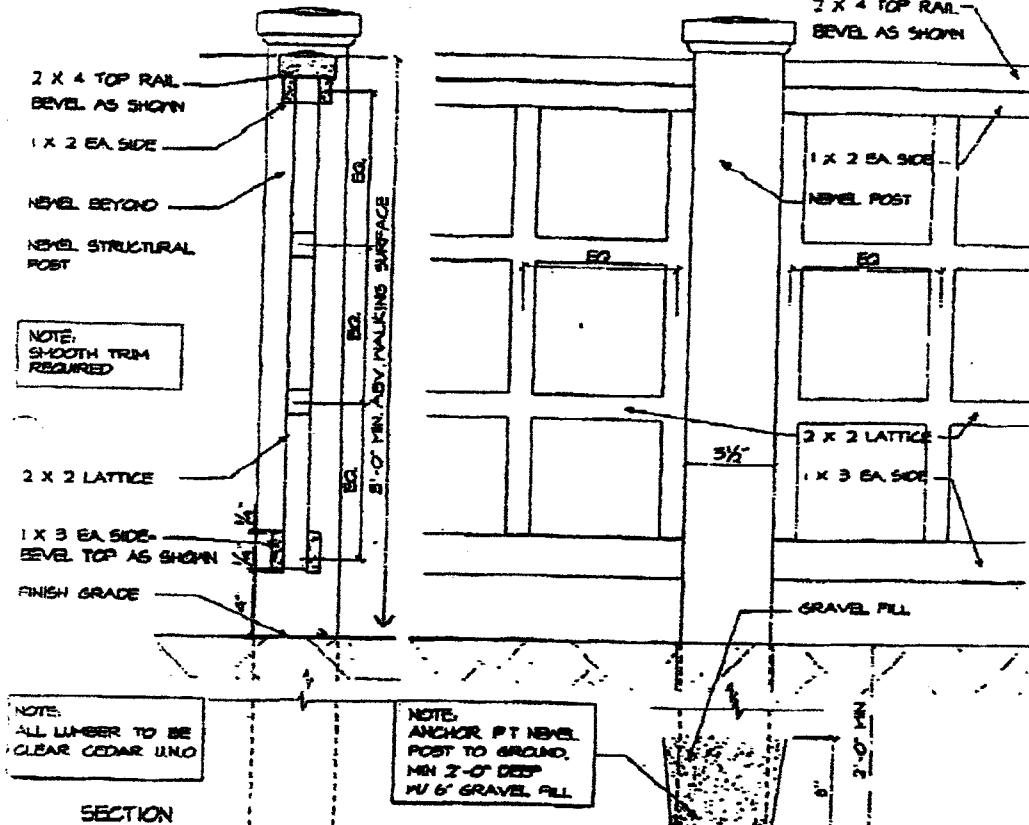 2 X 4 TOP RAIL
BEVEL AS SHOWN
1 X 2 EA. SIDE
NEWEL BEYOND
NEWEL STRUCTURAL
POST
NOTE:
SMOOTH TRIM
REQUIRED
2 X 2 LATTICE
1 X 3 EA. SIDE-
BEVEL TOP AS SHOWN
FINISH GRADE
NOTE:
ALL LUMBER TO BE
CLEAR CEDAR U.N.O
SECTION
EQ.
EQ.
EQ.
3'-0" MIN. ABV. WALKING SURFACE
4"
2 X 4 TOP RAIL
BEVEL AS SHOWN
1 X 2 EA. SIDE
NEWEL POST
EQ
EQ
2 X 2 LATTICE
3½"
1 X 3 EA. SIDE
GRAVEL FILL
NOTE:
ANCHOR P T NEWEL
POST TO GROUND.
MIN 2'-0" DEEP
W/ 6" GRAVEL FILL
2'-0" MIN